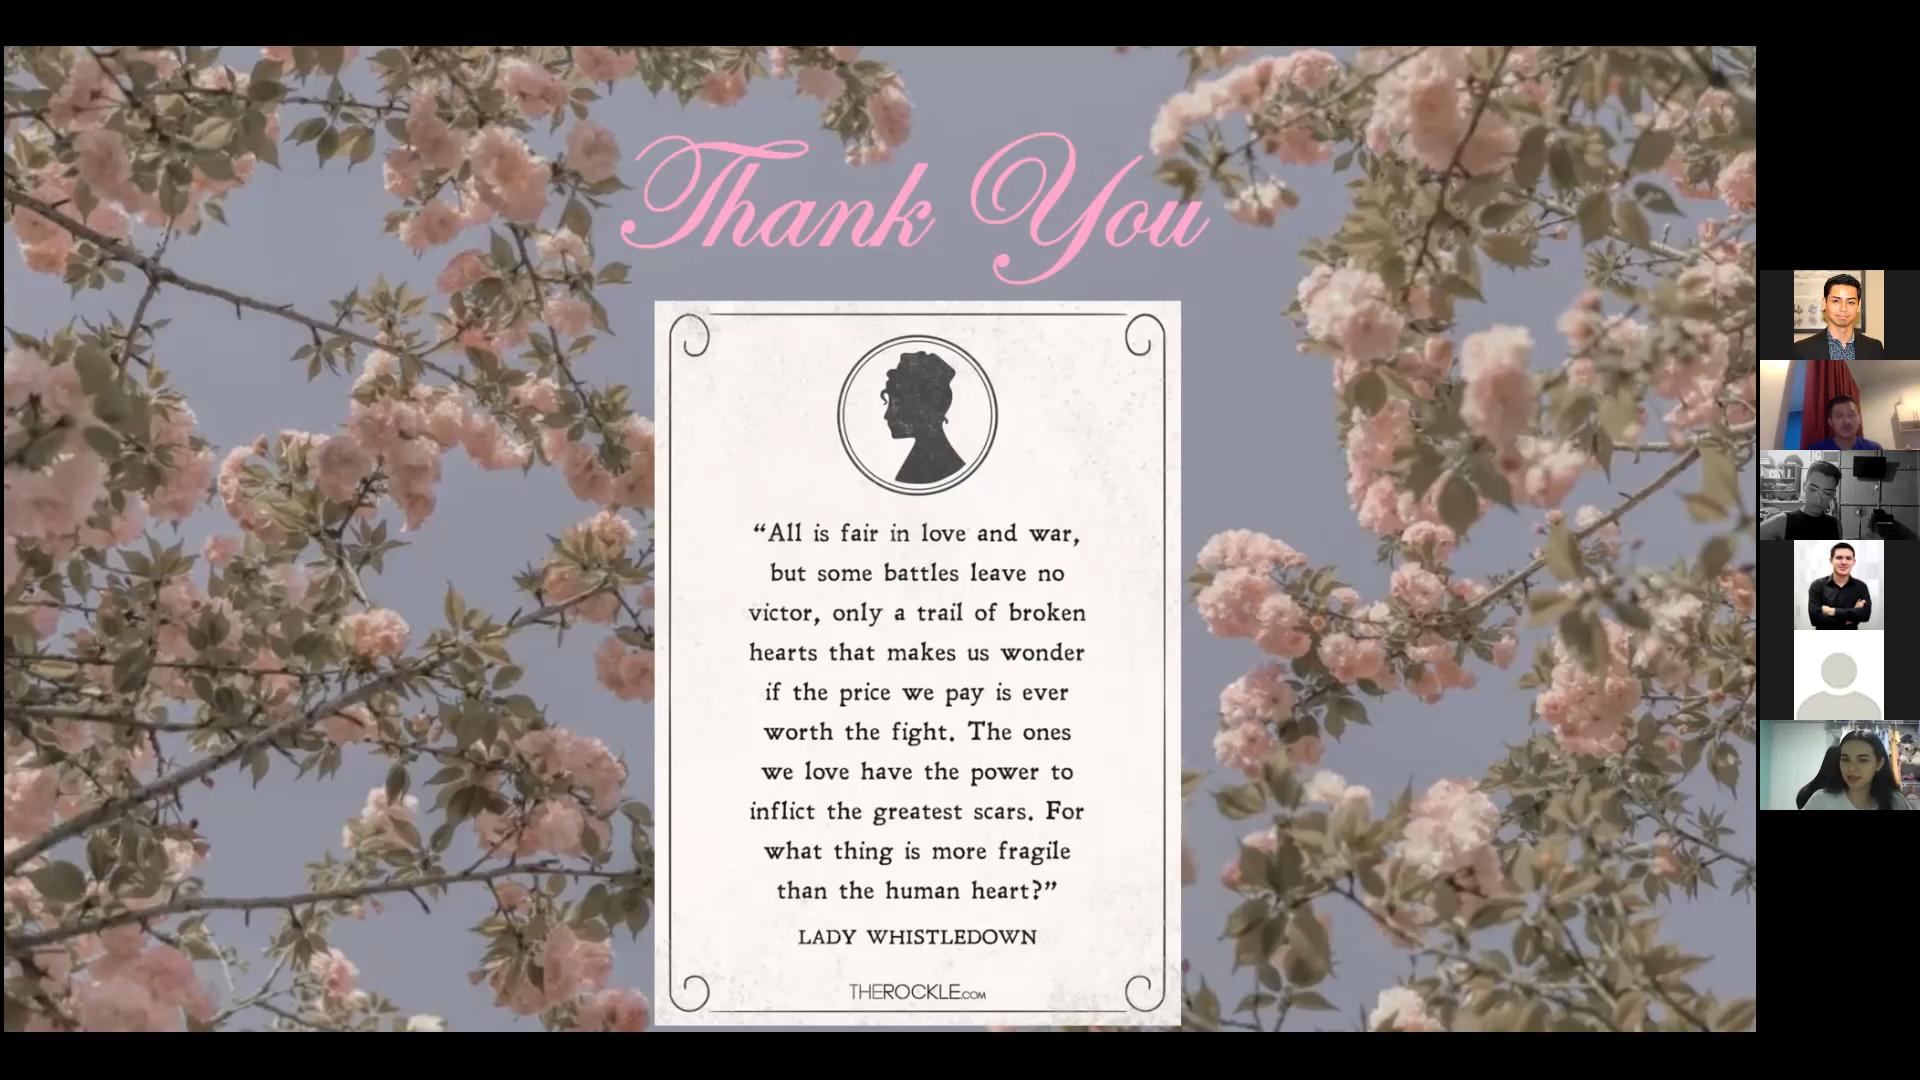 Thank You
“All is fair in love and war,
but some battles leave no
victor, only a trail of broken
hearts that makes us wonder
if the price we pay is ever
worth the fight. The ones
we love have the power to
inflict the greatest scars. For
what thing is more fragile
than the human heart?”
LADY WHISTLEDOWN
THEROCKLE.COM